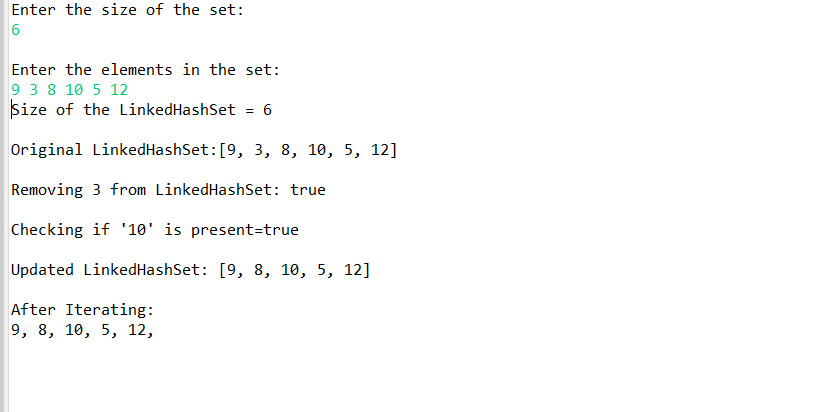 Enter the size of the set:
6
Enter the elements in the set:
9 3 8 10 5 12
Size of the LinkedHashSet = 6
Original LinkedHashSet:[9, 3, 8, 10, 5, 12]
Removing 3 from LinkedHashSet: true
Checking if '10' is present=true
Updated LinkedHashSet: [9, 8, 10, 5, 12]
After Iterating:
9, 8, 10, 5, 12,